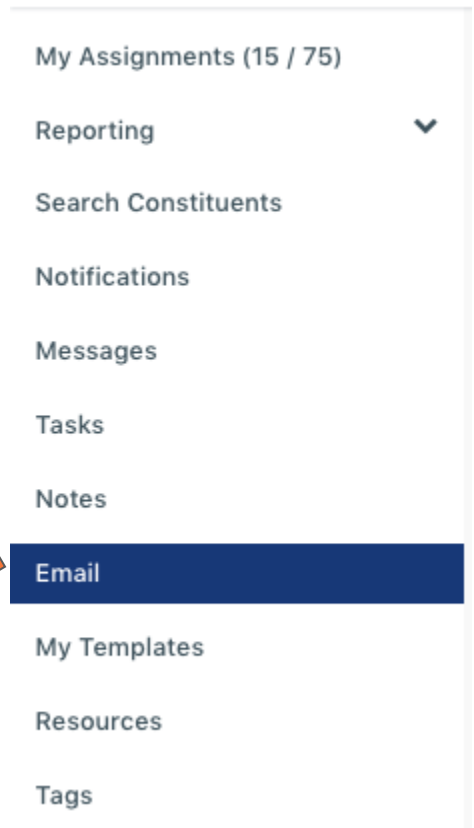 My Assignments (15 / 75)
Reporting
Search Constituents
Notifications
Messages
Tasks
Notes
Email
My Templates
Resources
Tags